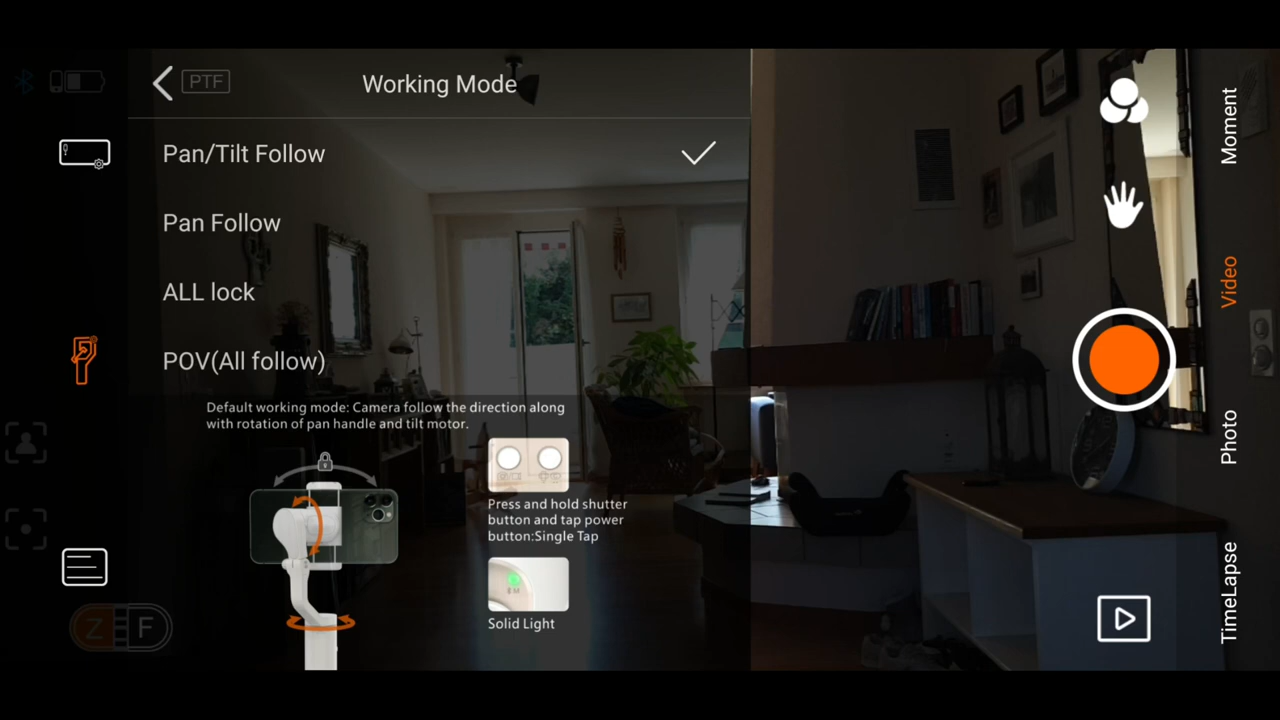 PTF
Working Mode
Pan/Tilt Follow
Pan Follow
ALL lock
POV(All follow)
Default working mode: Camera follow the direction along
with rotation of pan handle and tilt motor.
Press and hold shutter
button and tap power
button:Single Tap
M
Solid Light
Z F
Moment
Video
Photo
TimeLapse